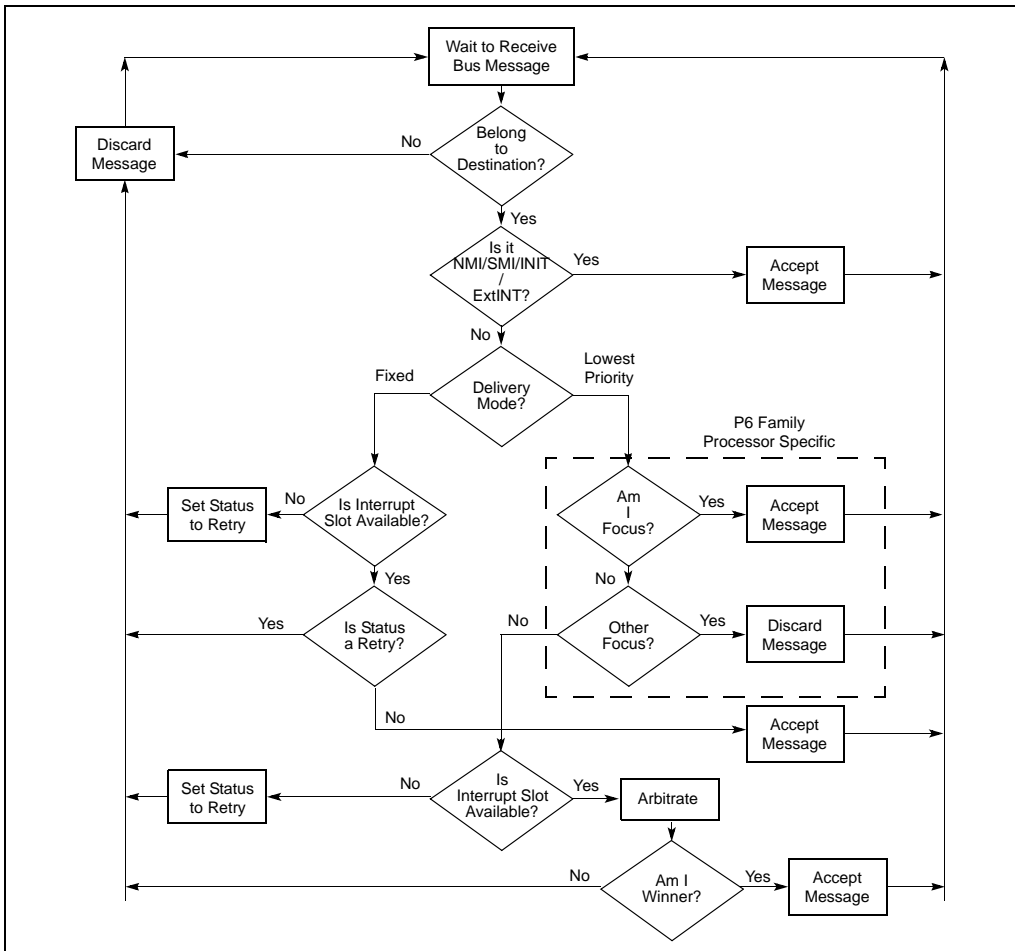 Wait to Receive
Bus Message
Belong
to
Destination?
No
Discard
Message
Yes
Is it
NMI/SMI/INIT
/
ExtINT?
Yes
Accept
Message
No
Delivery
Mode?
Fixed
Lowest
Priority
P6 Family
Processor Specific
Set Status
to Retry
No
Is Interrupt
Slot Available?
Am
I
Focus?
Yes
Accept
Message
Yes
No
Yes
Is Status
a Retry?
No
Other
Focus?
Yes
Discard
Message
No
Accept
Message
Set Status
to Retry
No
Is
Interrupt Slot
Available?
Yes
Arbitrate
No
Am I
Winner?
Yes
Accept
Message